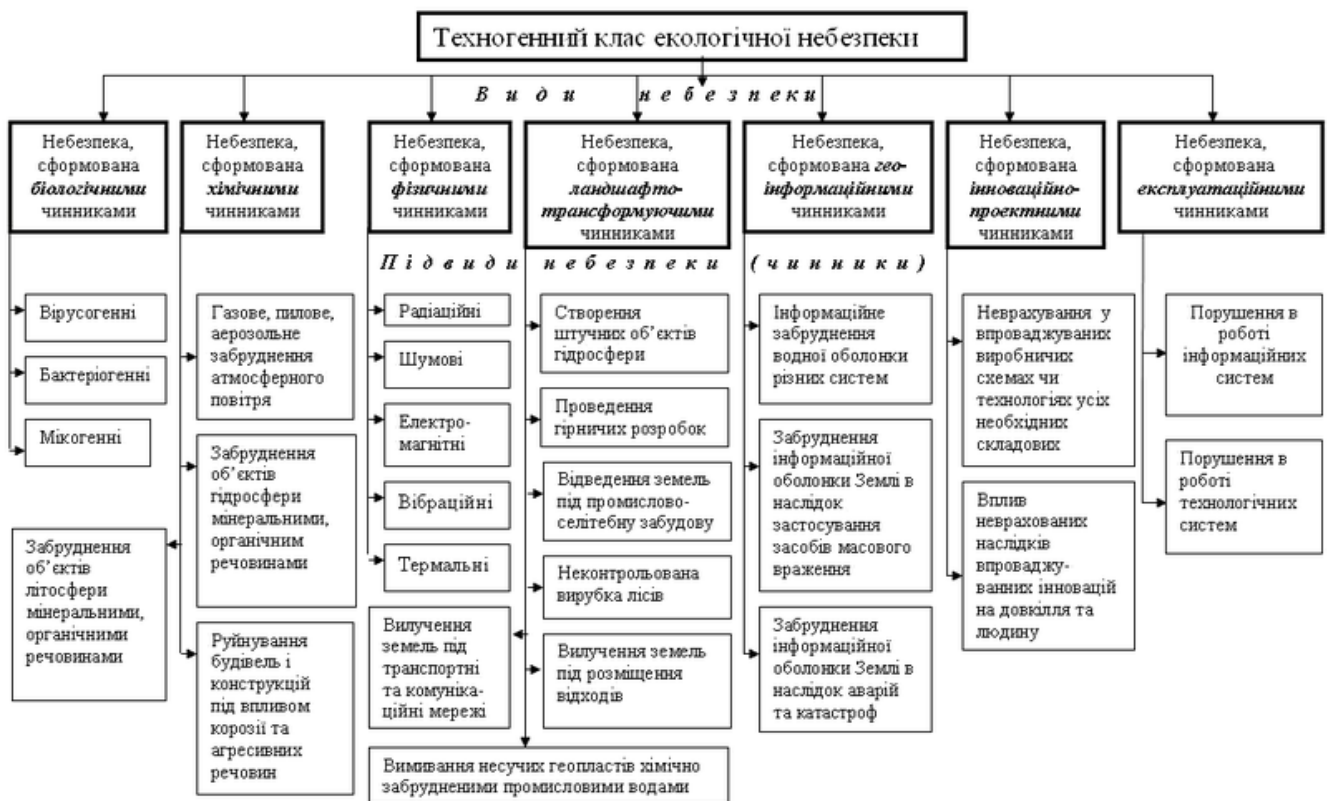 Техногенний клас екологічної небезпеки
Види небезпеки
Небезпека,
сформована
біологічними
чинниками
Небезпека,
сформована
хімічними
чинниками
Небезпека,
сформована
фізичними
чинниками
Небезпека,
сформована
ландшафто-
трансформуючими
чинниками
Небезпека,
сформована гео-
інформаційними
чинниками
Небезпека,
сформована
інноваційно-
проектними
чинниками
Небезпека,
сформована
експлуатаційними
чинниками
Підвиди небезпеки (чинники)
Вірусогенні
Бактеріогенні
Мікогенні
Забруднення
об’єктів
літосфери
мінеральними,
органічними
речовинами
Газове, пилове,
аерозольне
забруднення
атмосферного
повітря
Забруднення
об’єктів
гідросфери
мінеральними,
органічним
речовинами
Руйнування
будівель і
конструкцій
під впливом
корозії та
агресивних
речовин
Радіаційні
Шумові
Електро-
магнітні
Вібраційні
Термальні
Вилучення
земель під
транспортні
та комуніка-
ційні мережі
Створення
штучних об’єктів
гідросфери
Проведення
гірничих розробок
Відведення земель
під промислово-
селітебну забудову
Неконтрольована
вирубка лісів
Вилучення земель
під розміщення
відходів
Вимивання несучих геопластів хімічно
забрудненими промисловими водами
Інформаційне
забруднення
водної оболонки
різних систем
Забруднення
інформаційної
оболонки Землі в
наслідок
застосування
засобів масового
враження
Забруднення
інформаційної
оболонки Землі в
наслідок аварій
та катастроф
Неврахування у
впроваджуваних
виробничих
схемах чи
технологіях усіх
необхідних
складових
Вплив
неврахованих
наслідків
впроваджу-
ванних інновацій
на довкілля та
людину
Порушення в
роботі
інформаційних
систем
Порушення в
роботі
технологічних
систем